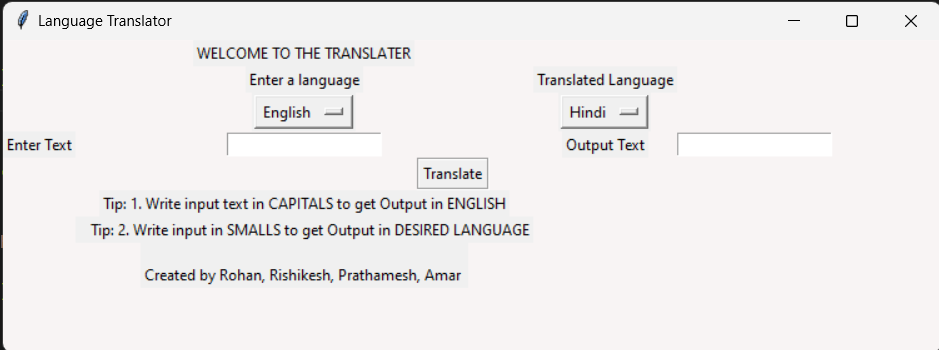 Language Translator
WELCOME TO THE TRANSLATER
Enter a language Translated Language
English Hindi
Enter Text Output Text
Translate
Tip: 1. Write input text in CAPITALS to get Output in ENGLISH
Tip: 2. Write input in SMALLS to get Output in DESIRED LANGUAGE
Created by Rohan, Rishikesh, Prathamesh, Amar